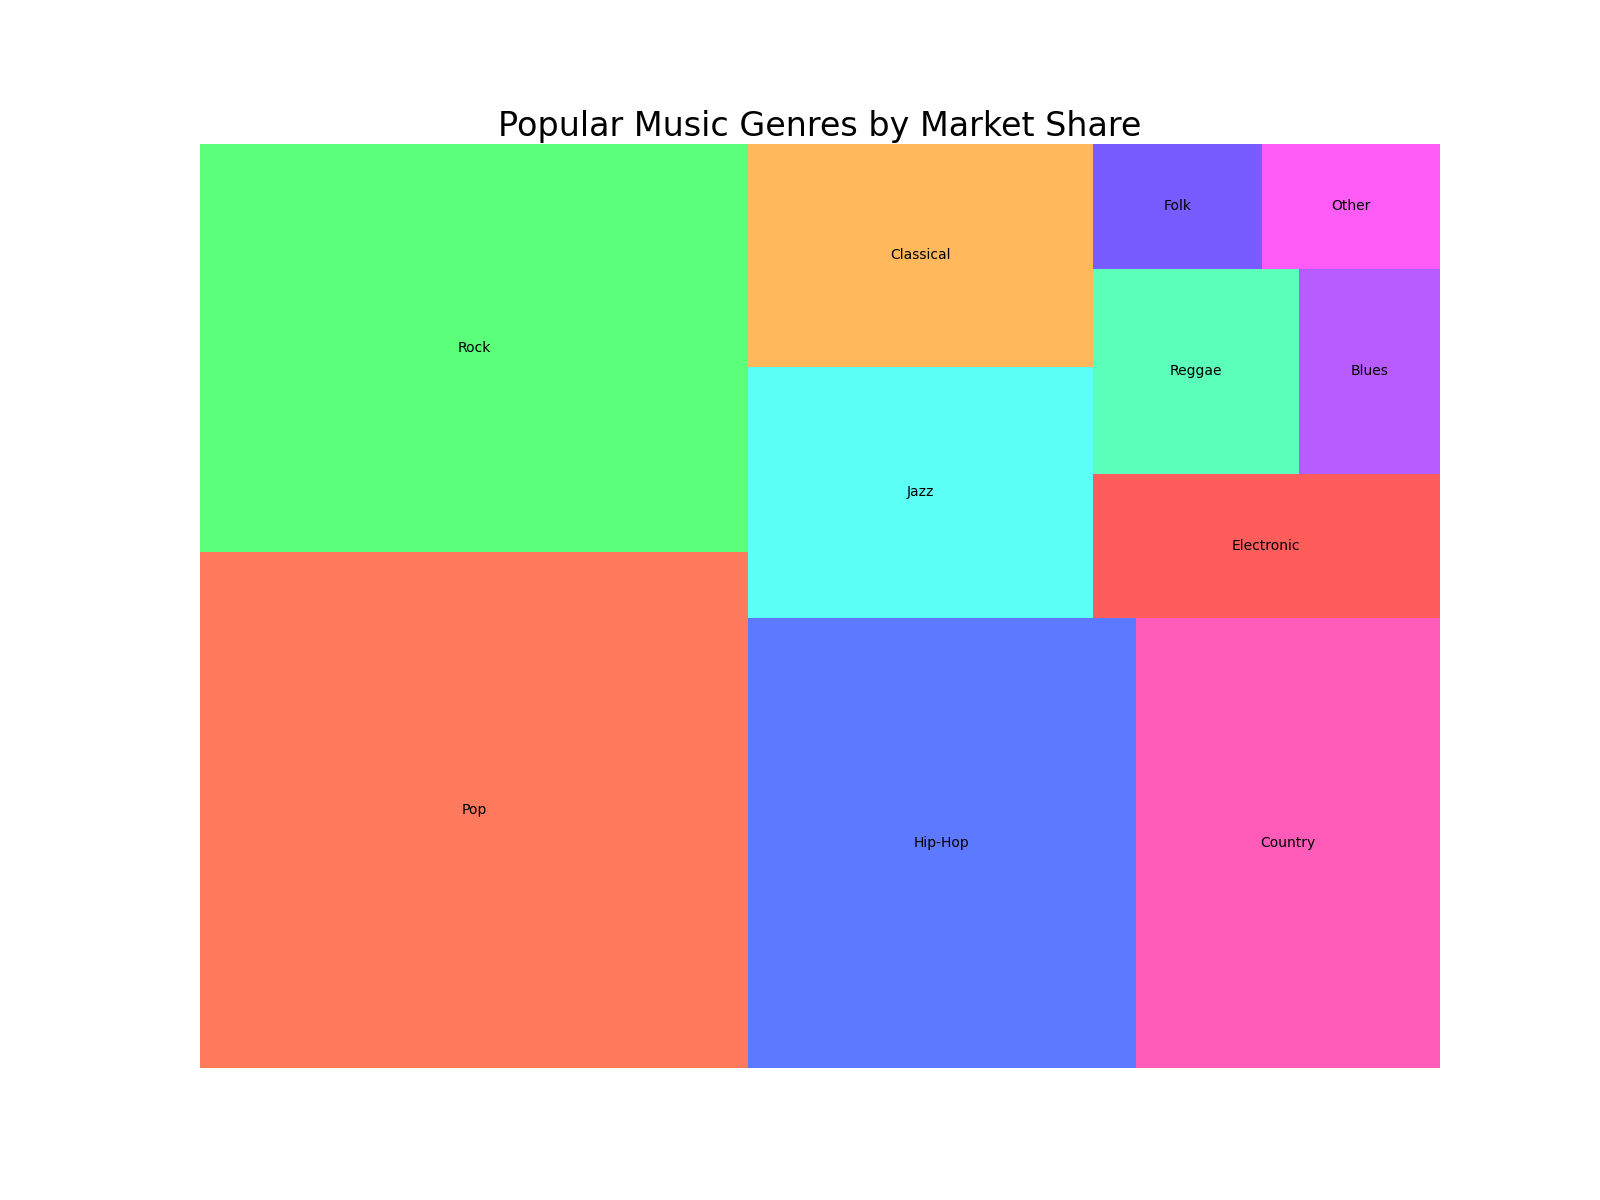 Popular Music Genres by Market Share
Rock
Classical
Folk
Other
Reggae
Blues
Jazz
Electronic
Pop
Hip-Hop
Country